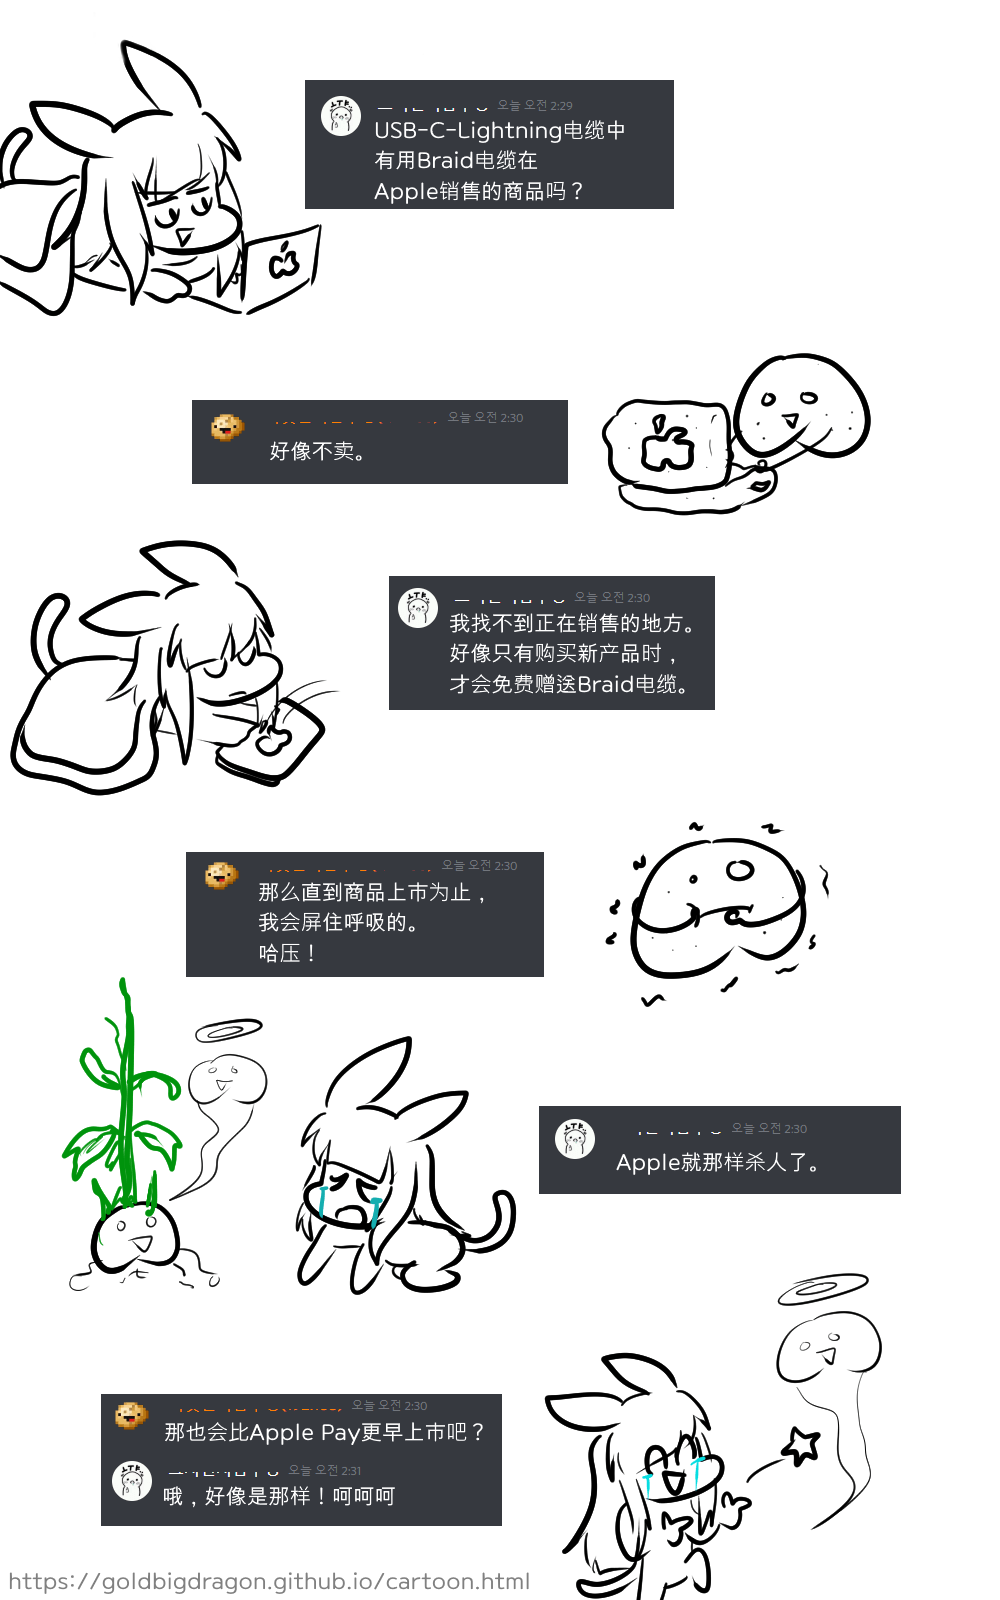 오늘 오전 2:29
USB-C-Lightning电缆中
有用Braid电缆在
Apple销售的商品吗？
오늘 오전 2:30
好像不卖。
오늘 오전 2:30
我找不到正在销售的地方。
好像只有购买新产品时，
才会免费赠送Braid电缆。
오늘 오전 2:30
那么直到商品上市为止，
我会屏住呼吸的。
哈压！
오늘 오전 2:30
Apple就那样杀人了。
오늘 오전 2:30
那也会比Apple Pay更早上市吧？
오늘 오전 2:31
哦，好像是那样！呵呵呵
https://goldbigdragon.github.io/cartoon.html